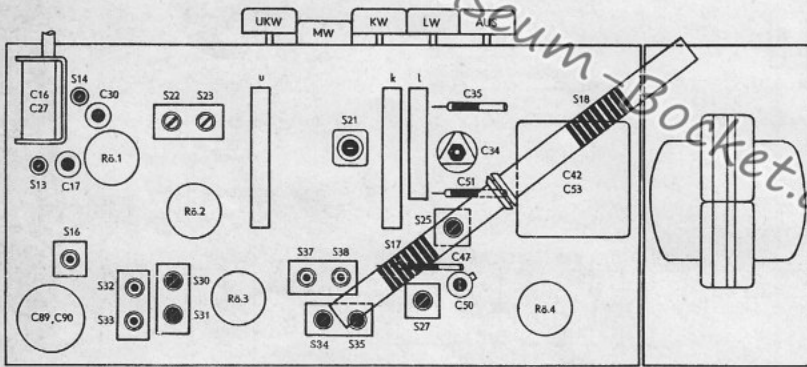 UKW
MW
KW
LW
AUS
C16
C27
S14
C30
S22
S23
u
k
l
C35
S18
S21
C34
C42
C53
S13
C17
Rö.1
Rö.2
C51
S25
S16
S37
S38
S17
C47
S32
S30
Rö.3
C50
S33
S31
S27
Rö.4
C89,C90
S34
S35
seum-Bocket.